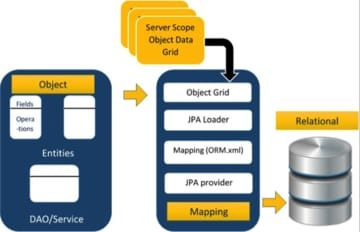 Server Scope
Object Data
Grid
Object
Fields
Opera
-tions
Entities
DAO/Service
Object Grid
JPA Loader
Mapping (ORM.xml)
JPA provider
Mapping
Relational